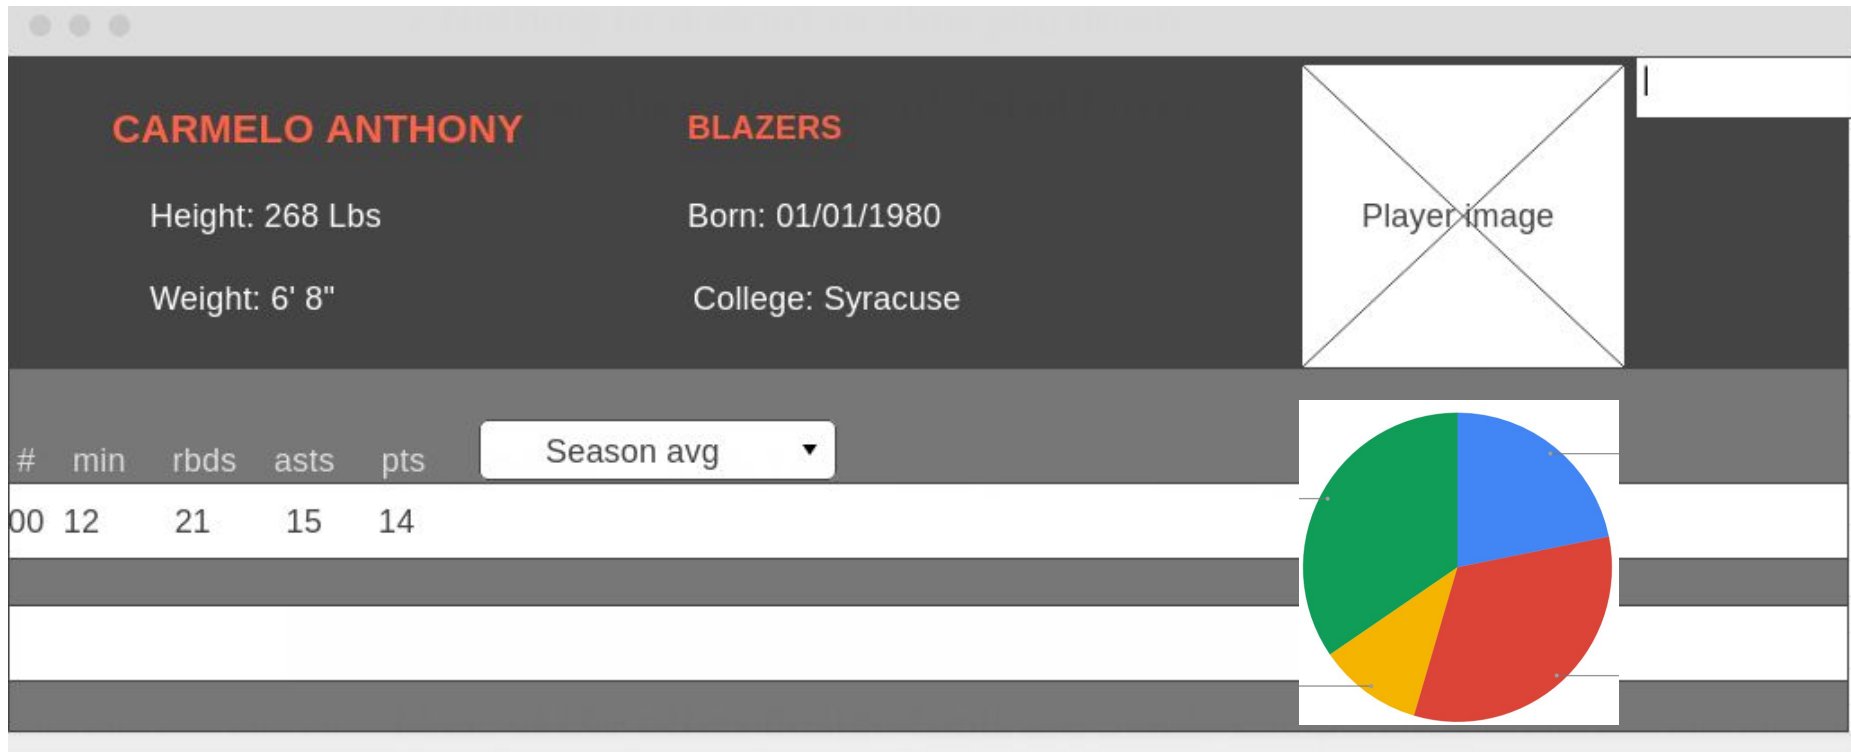 CARMELO ANTHONY BLAZERS
Height: 268 Lbs Born: 01/01/1980 Player image
Weight: 6' 8" College: Syracuse
# min rbds asts pts Season avg
00 12 21 15 14